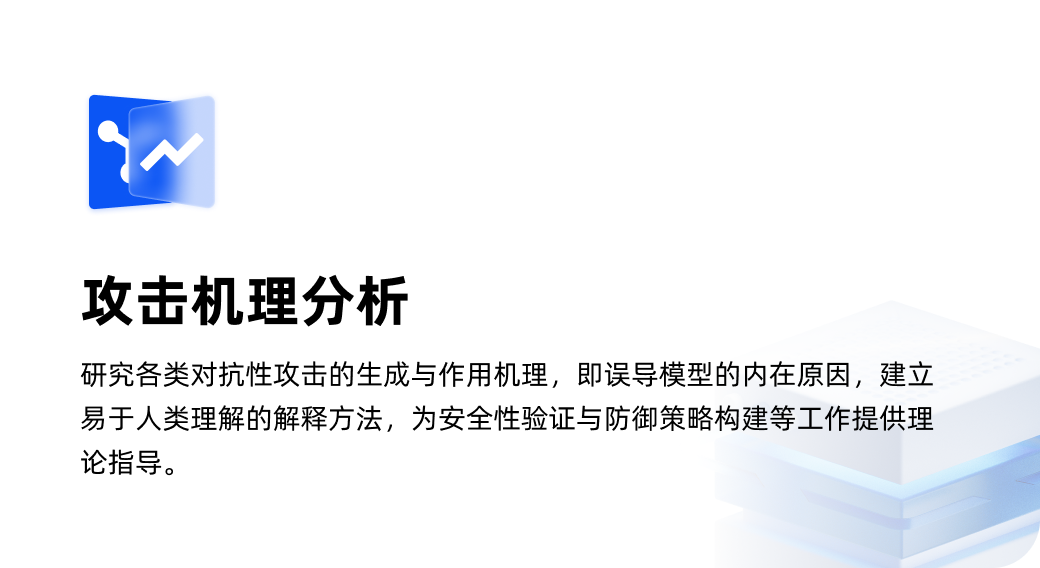 攻击机理分析
研究各类对抗性攻击的生成与作用机理，即误导模型的内在原因，建立
易于人类理解的解释方法，为安全性验证与防御策略构建等工作提供理
论指导。